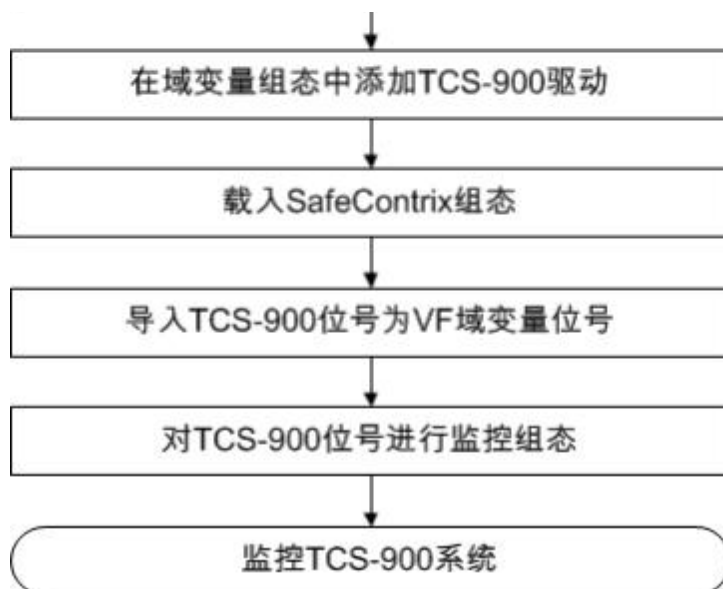 在域变量组态中添加TCS-900驱动
载入SafeContrix组态
导入TCS-900位号为VF域变量位号
对TCS-900位号进行监控组态
监控TCS-900系统